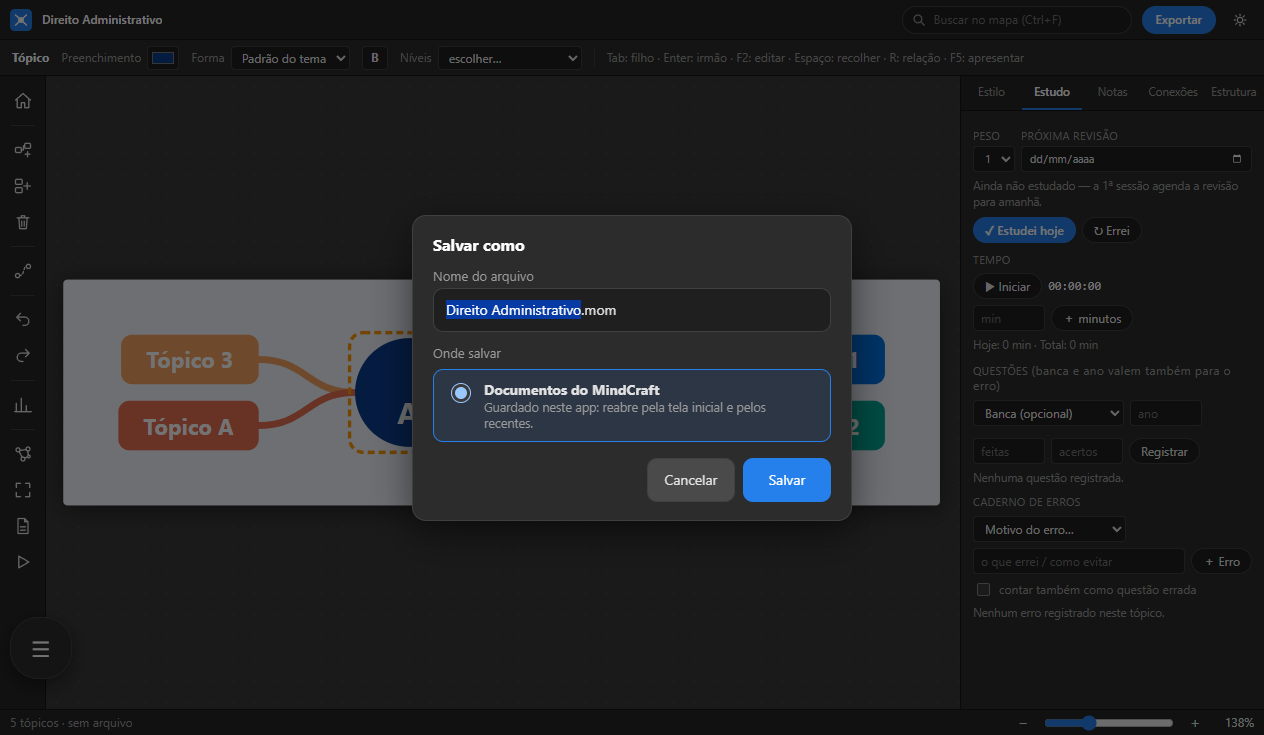 Direito Administrativo
Buscar no mapa (Ctrl+F)
Exportar
Tópico
Preenchimento
Forma
Padrão do tema
B
Níveis
escolher...
Tab: filho · Enter: irmão · F2: editar · Espaço: recolher · R: relação · F5: apresentar
Estilo
Estudo
Notas
Conexões
Estrutura
PESO
PRÓXIMA REVISÃO
1
dd/mm/aaaa
Ainda não estudado — a 1ª sessão agenda a revisão
para amanhã.
✓ Estudei hoje
↻ Errei
TEMPO
▶ Iniciar
00:00:00
min
+ minutos
Hoje: 0 min · Total: 0 min
QUESTÕES (banca e ano valem também para o
erro)
Banca (opcional)
ano
feitas
acertos
Registrar
Nenhuma questão registrada.
CADERNO DE ERROS
Motivo do erro...
o que errei / como evitar
+ Erro
contar também como questão errada
Nenhum erro registrado neste tópico.
Tópico 3
Tópico A
A
1
2
Salvar como
Nome do arquivo
Direito Administrativo.mom
Onde salvar
Documentos do MindCraft
Guardado neste app: reabre pela tela inicial e pelos
recentes.
Cancelar
Salvar
5 tópicos · sem arquivo
−
+
138%